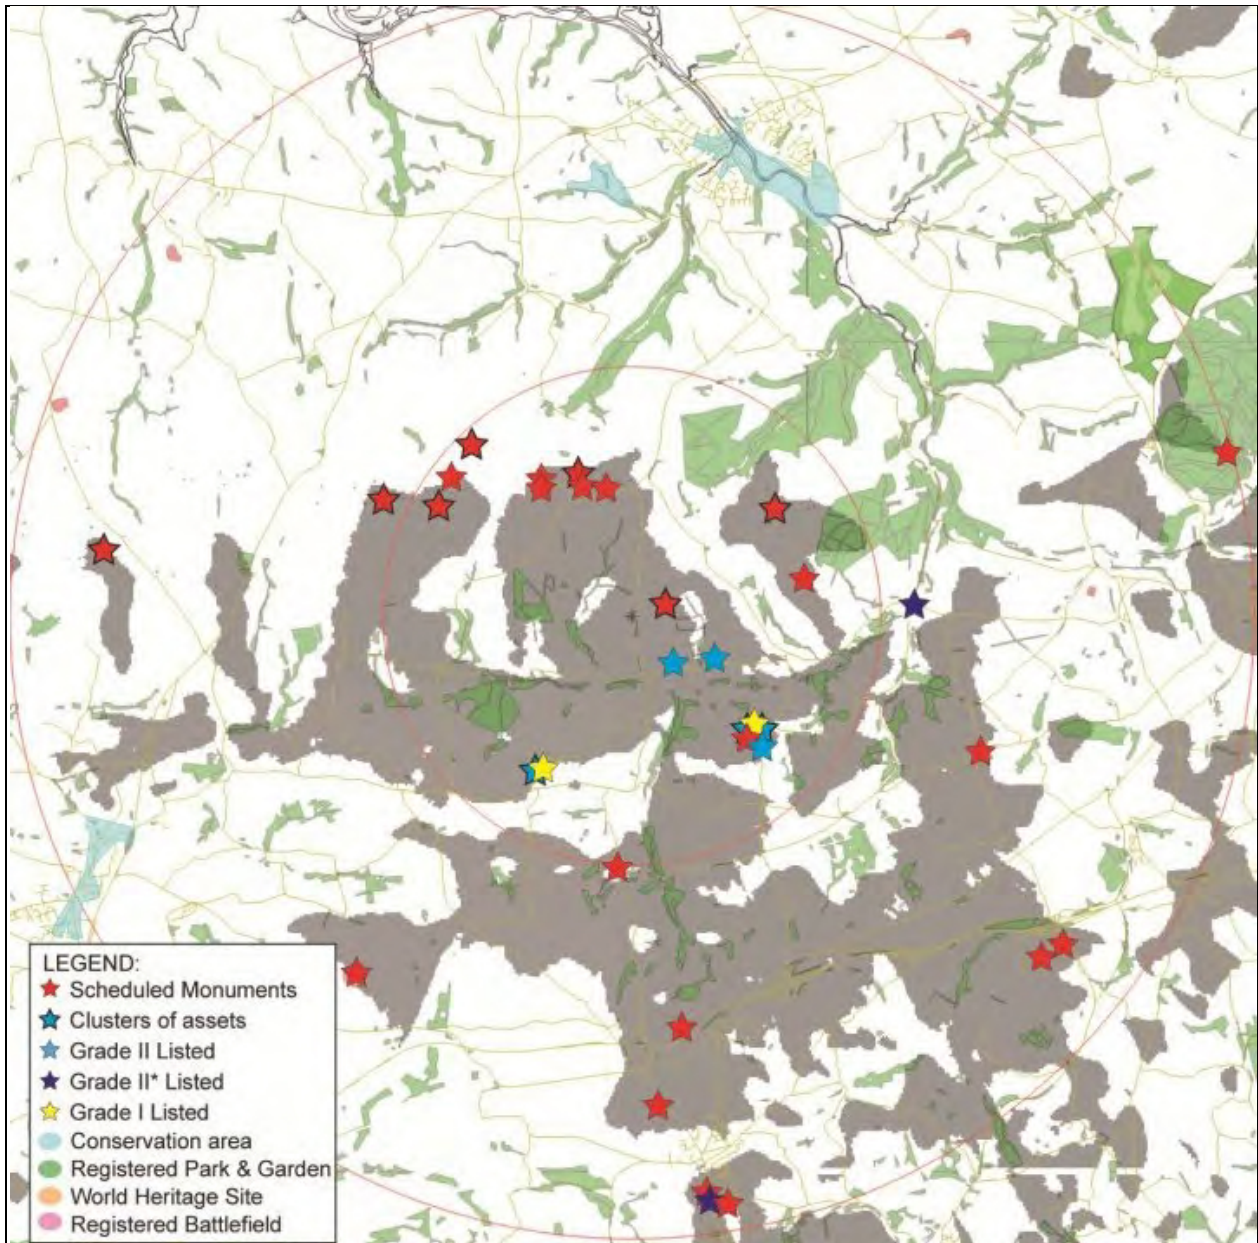 LEGEND:
Scheduled Monuments
Clusters of assets
Grade II Listed
Grade II* Listed
Grade I Listed
Conservation area
Registered Park & Garden
World Heritage Site
Registered Battlefield